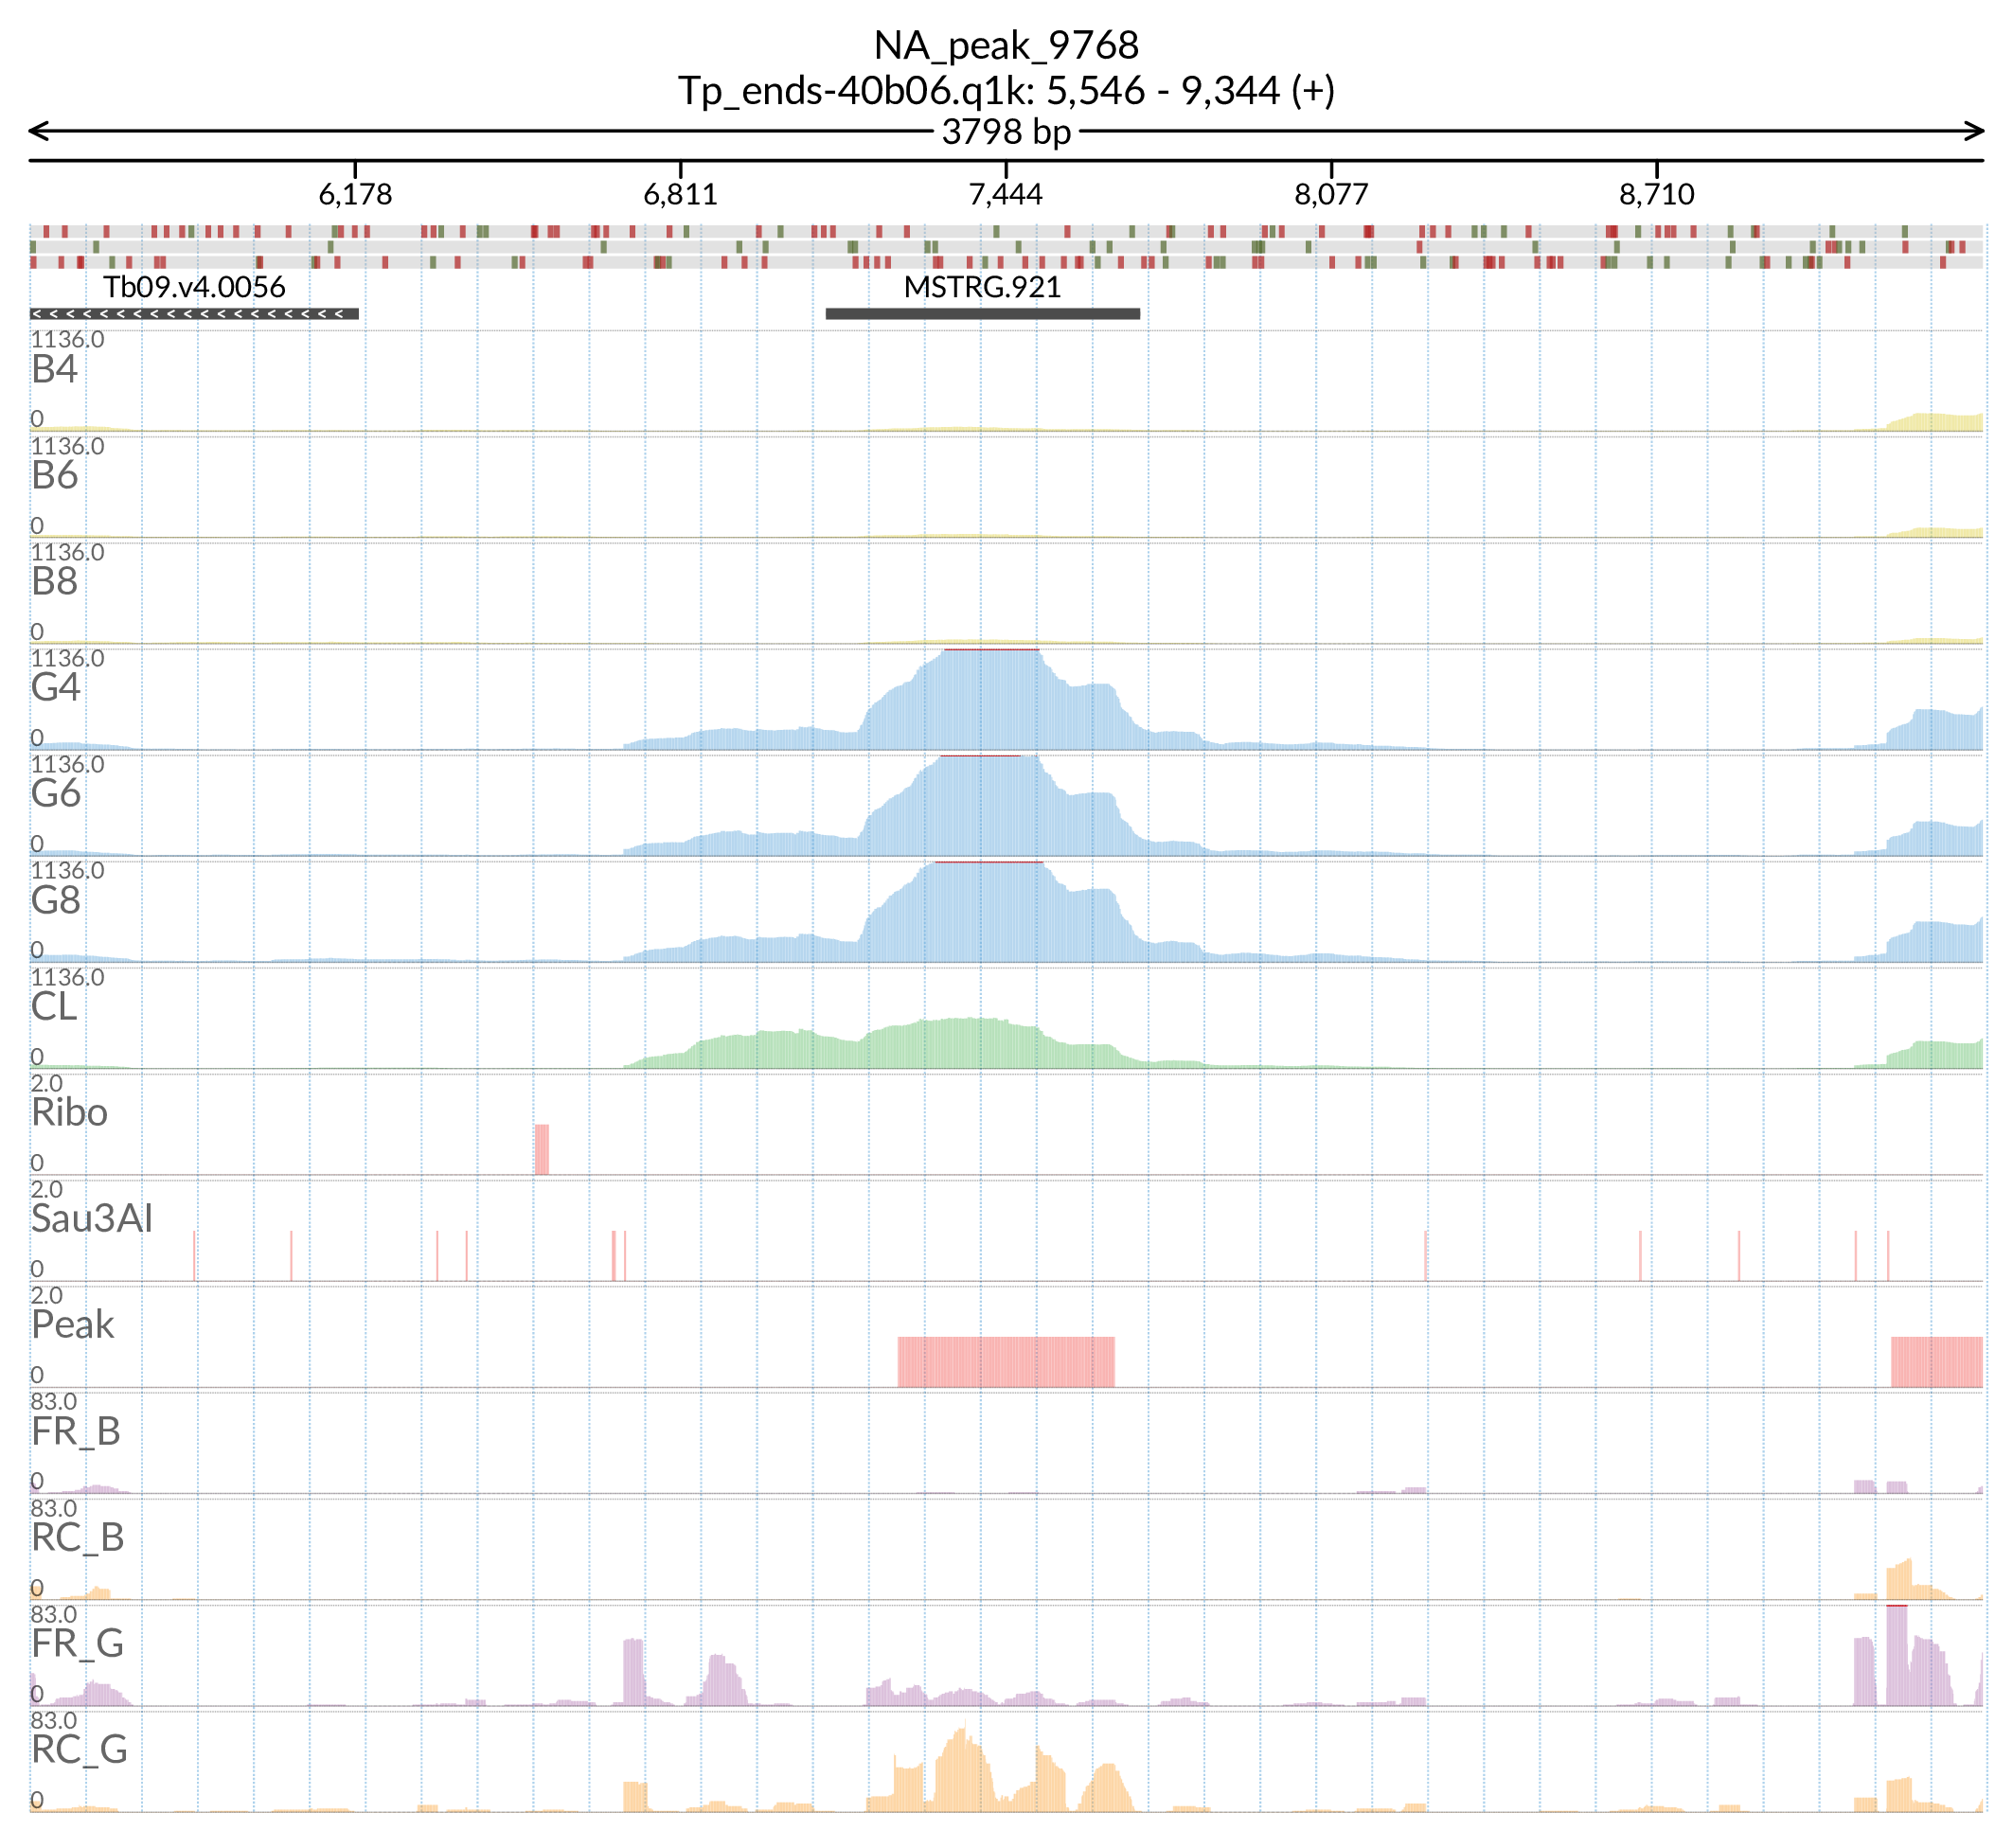 NA_peak_9768
Tp_ends-40b06.q1k: 5,546 - 9,344 (+)
3798 bp
6,178 6,811 7,444 8,077 8,710
Tb09.v4.0056 MSTRG.921
1136.0
B4
0
1136.0
B6
0
1136.0
B8
0
1136.0
G4
0
1136.0
G6
0
1136.0
G8
0
1136.0
CL
0
2.0
Ribo
0
2.0
Sau3AI
0
2.0
Peak
0
83.0
FR_B
0
83.0
RC_B
0
83.0
FR_G
0
83.0
RC_G
0